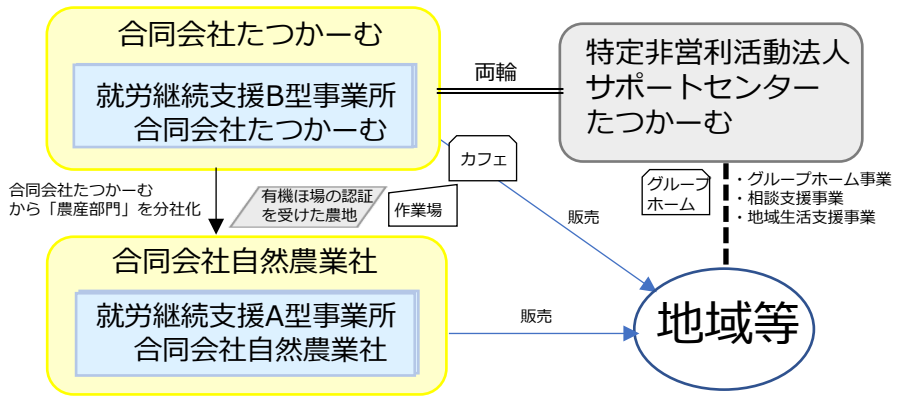 合同会社たつかーむ
就労継続支援B型事業所
合同会社たつかーむ
両輪
特定非営利活動法人
サポートセンター
たつかーむ
カフェ
グループ
ホーム
・グループホーム事業
・相談支援事業
・地域生活支援事業
合同会社たつかーむ
から「農産部門」を分社化
有機ほ場の認証
を受けた農地
作業場
販売
合同会社自然農業社
就労継続支援A型事業所
合同会社自然農業社
販売
地域等